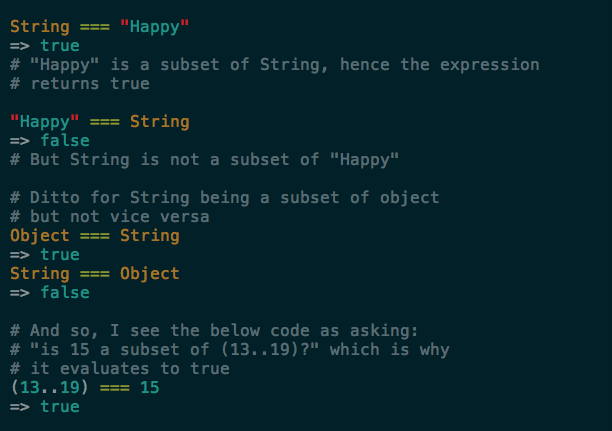 String === "Happy"
=> true
# "Happy" is a subset of String, hence the expression
# returns true
"Happy" === String
=> false
# But String is not a subset of "Happy"
# Ditto for String being a subset of object
# but not vice versa
Object === String
=> true
String === Object
=> false
# And so, I see the below code as asking:
# "is 15 a subset of (13..19)?" which is why
# it evaluates to true
(13..19) === 15
=> true